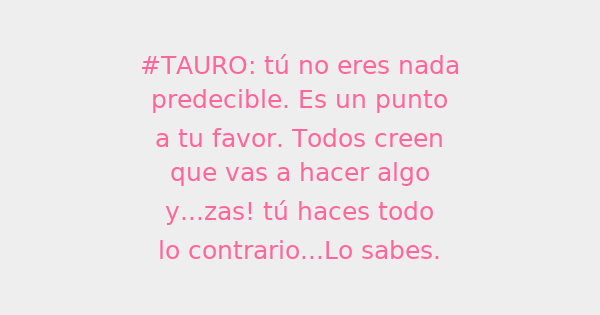 #TAURO: tú no eres nada
predecible. Es un punto
a tu favor. Todos creen
que vas a hacer algo
y...zas! tú haces todo
lo contrario...Lo sabes.